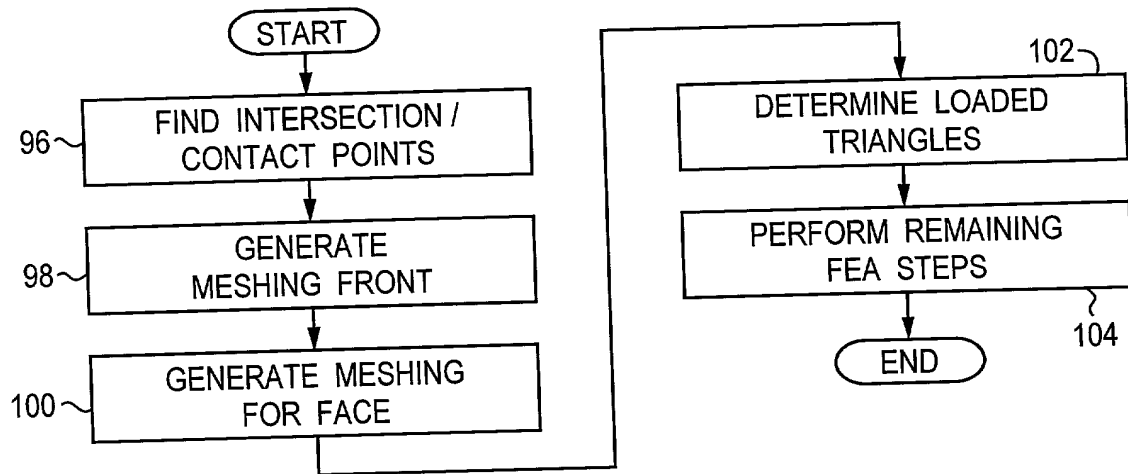 START
96
FIND INTERSECTION /
CONTACT POINTS
98
GENERATE
MESHING FRONT
100
GENERATE MESHING
FOR FACE
102
DETERMINE LOADED
TRIANGLES
PERFORM REMAINING
FEA STEPS
104
END